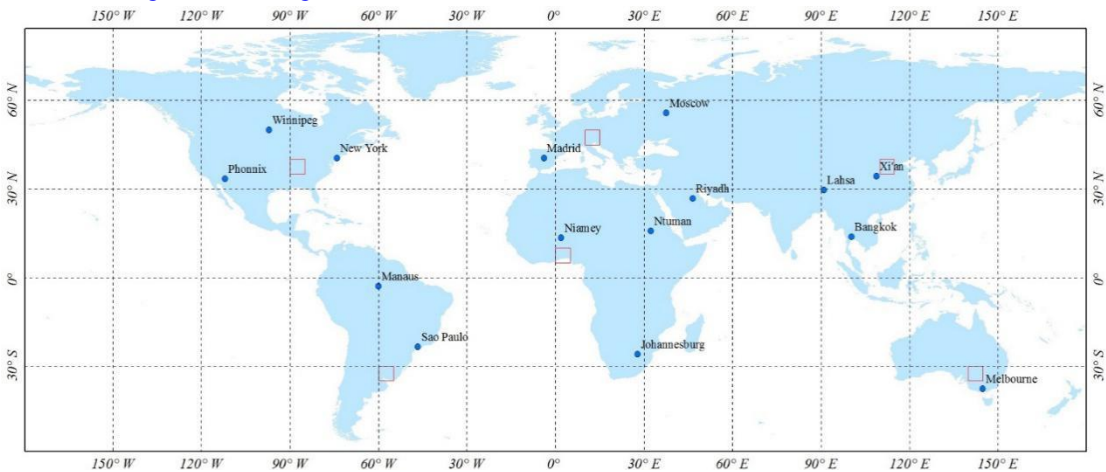 150° W 120° W 90° W 60° W 30° W 0° 30° E 60° E 90° E 120° E 150° E
60° N 60° N
Moscow
Winnipeg
New York Madrid
Phonnix Xi'an
Lahsa
30° N 30° N
Riyadh
Niamey Ntuman Bangkok
Manaus
0° 0°
Sao Paulo Johannesburg
30° S 30° S
Melbourne
150° W 120° W 90° W 60° W 30° W 0° 30° E 60° E 90° E 120° E 150° E